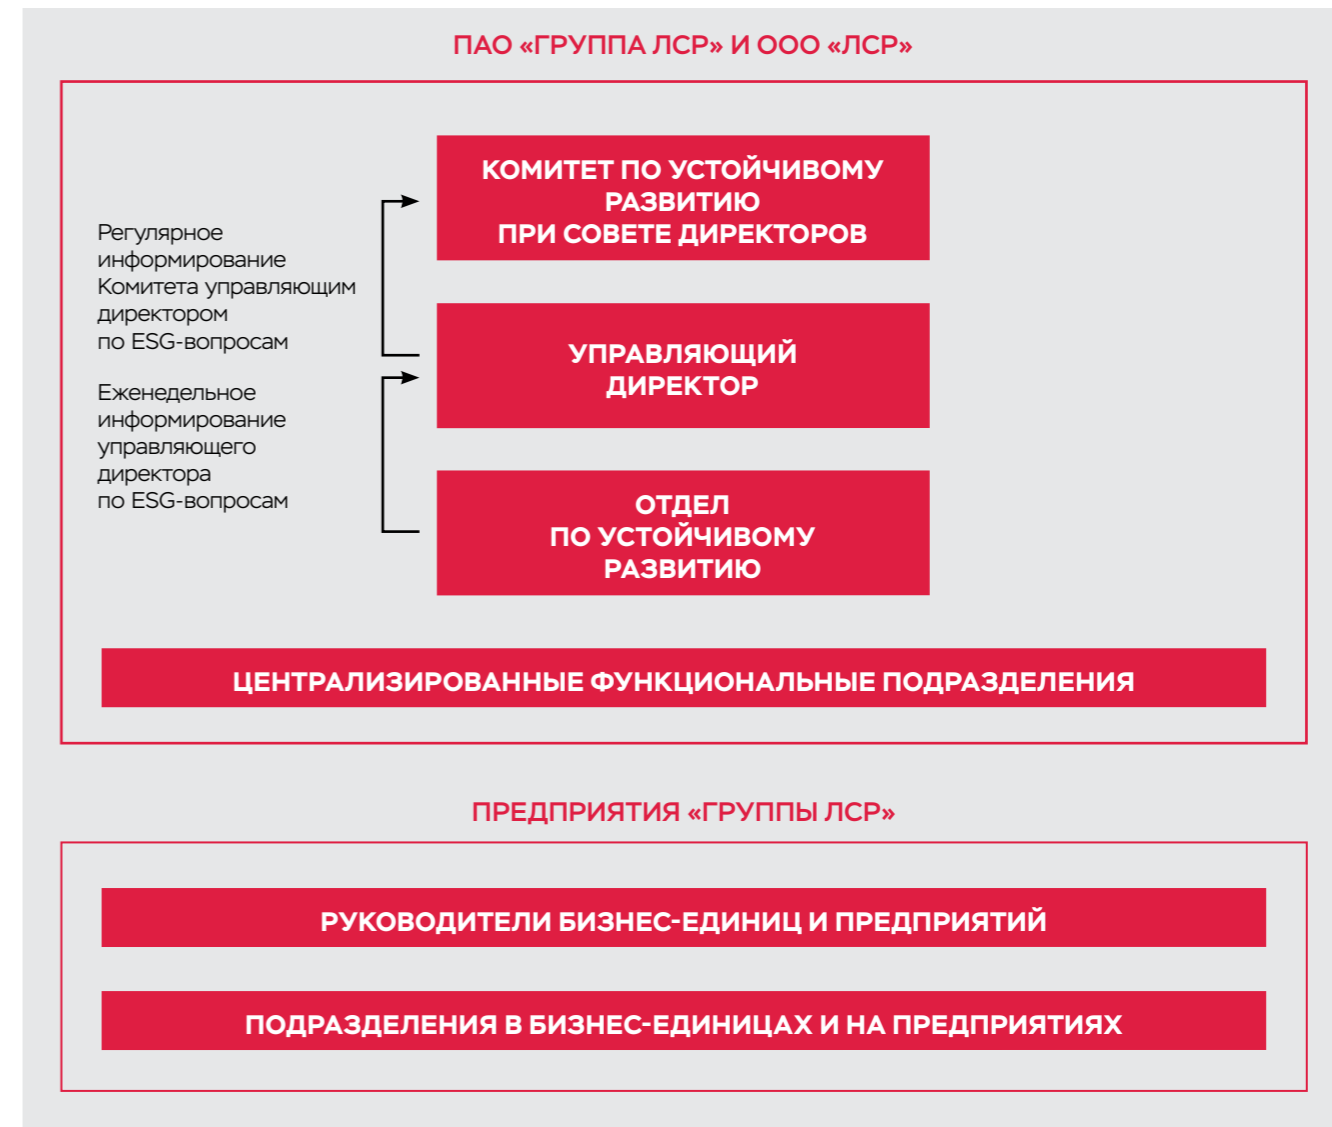 ПАО «ГРУППА ЛСР» И ООО «ЛСР»
КОМИТЕТ ПО УСТОЙЧИВОМУ
РАЗВИТИЮ
ПРИ СОВЕТЕ ДИРЕКТОРОВ
Регулярное
информирование
Комитета управляющим
директором
по ESG-вопросам
УПРАВЛЯЮЩИЙ
ДИРЕКТОР
Еженедельное
информирование
управляющего
директора
по ESG-вопросам
ОТДЕЛ
ПО УСТОЙЧИВОМУ
РАЗВИТИЮ
ЦЕНТРАЛИЗИРОВАННЫЕ ФУНКЦИОНАЛЬНЫЕ ПОДРАЗДЕЛЕНИЯ
ПРЕДПРИЯТИЯ «ГРУППЫ ЛСР»
РУКОВОДИТЕЛИ БИЗНЕС-ЕДИНИЦ И ПРЕДПРИЯТИЙ
ПОДРАЗДЕЛЕНИЯ В БИЗНЕС-ЕДИНИЦАХ И НА ПРЕДПРИЯТИЯХ